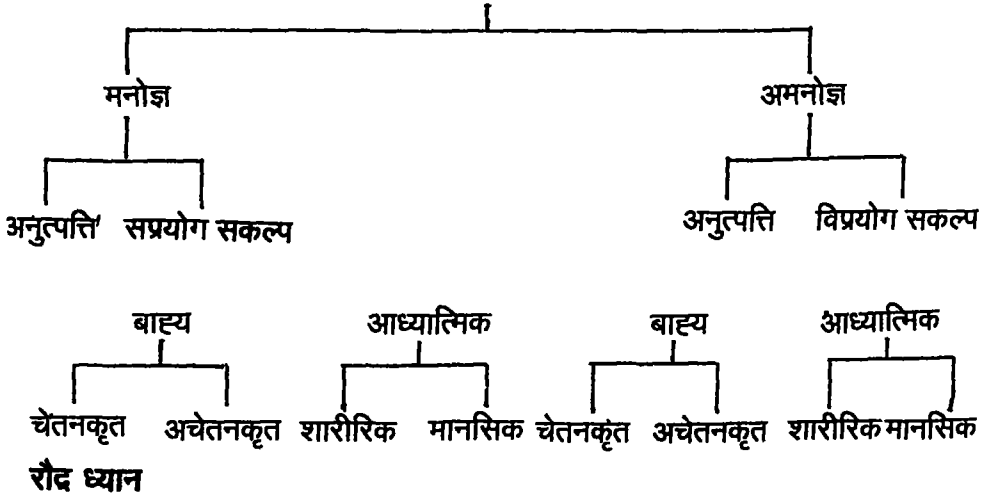 मनोज्ञ अमनोज्ञ
अनुत्पत्ति' सप्रयोग सकल्प अनुत्पत्ति विप्रयोग सकल्प
बाह्य आध्यात्मिक बाह्य आध्यात्मिक
चेतनकृत अचेतनकृत शारीरिक मानसिक चेतनकृत अचेतनकृत शारीरिक मानसिक
रौद्र ध्यान